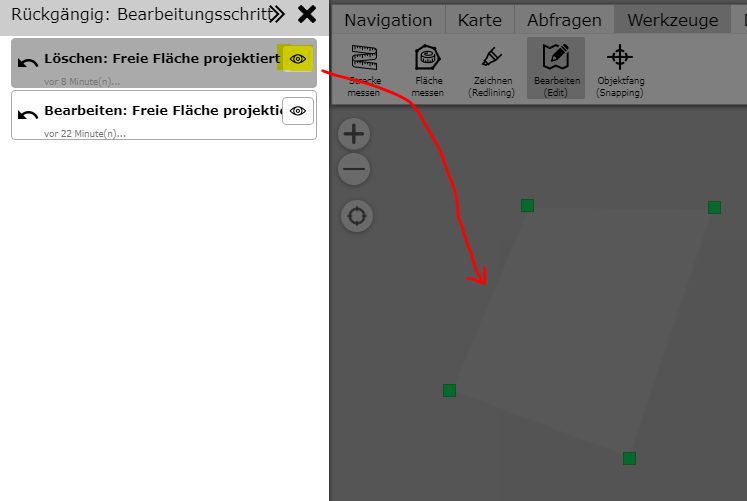 Rückgängig: Bearbeitungsschritt
Löschen: Freie Fläche projektiert
vor 8 Minute(n)...
Bearbeiten: Freie Fläche projektie
vor 22 Minute(n)...
Navigation Karte Abfragen Werkzeuge
Strecke messen
Fläche messen
Zeichnen (Redlining)
Bearbeiten (Edit)
Objektfang (Snapping)